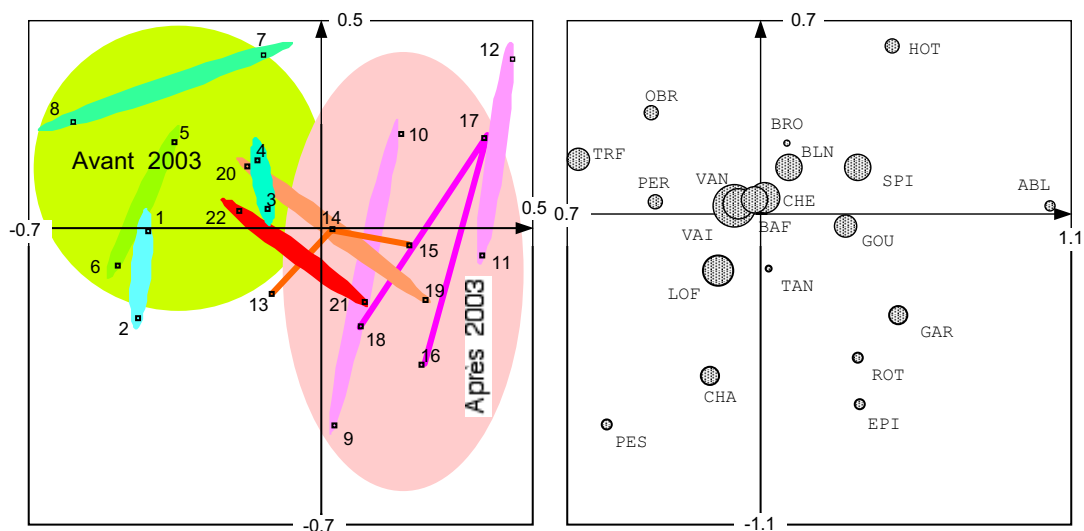 0.5
7
12
8
17
10
5
Avant 2003
4
20
3
22
1
14
0.5
-0.7
15
6
11
13
21
19
2
18
16
Après 2003
9
-0.7
0.7
HOT
OBR
BRO
BLN
TRF
SPI
VAN
ABL
PER
CHE
0.7
BAF
VAI
GOU
1.1
LOF
TAN
GAR
ROT
CHA
EPI
PES
-1.1